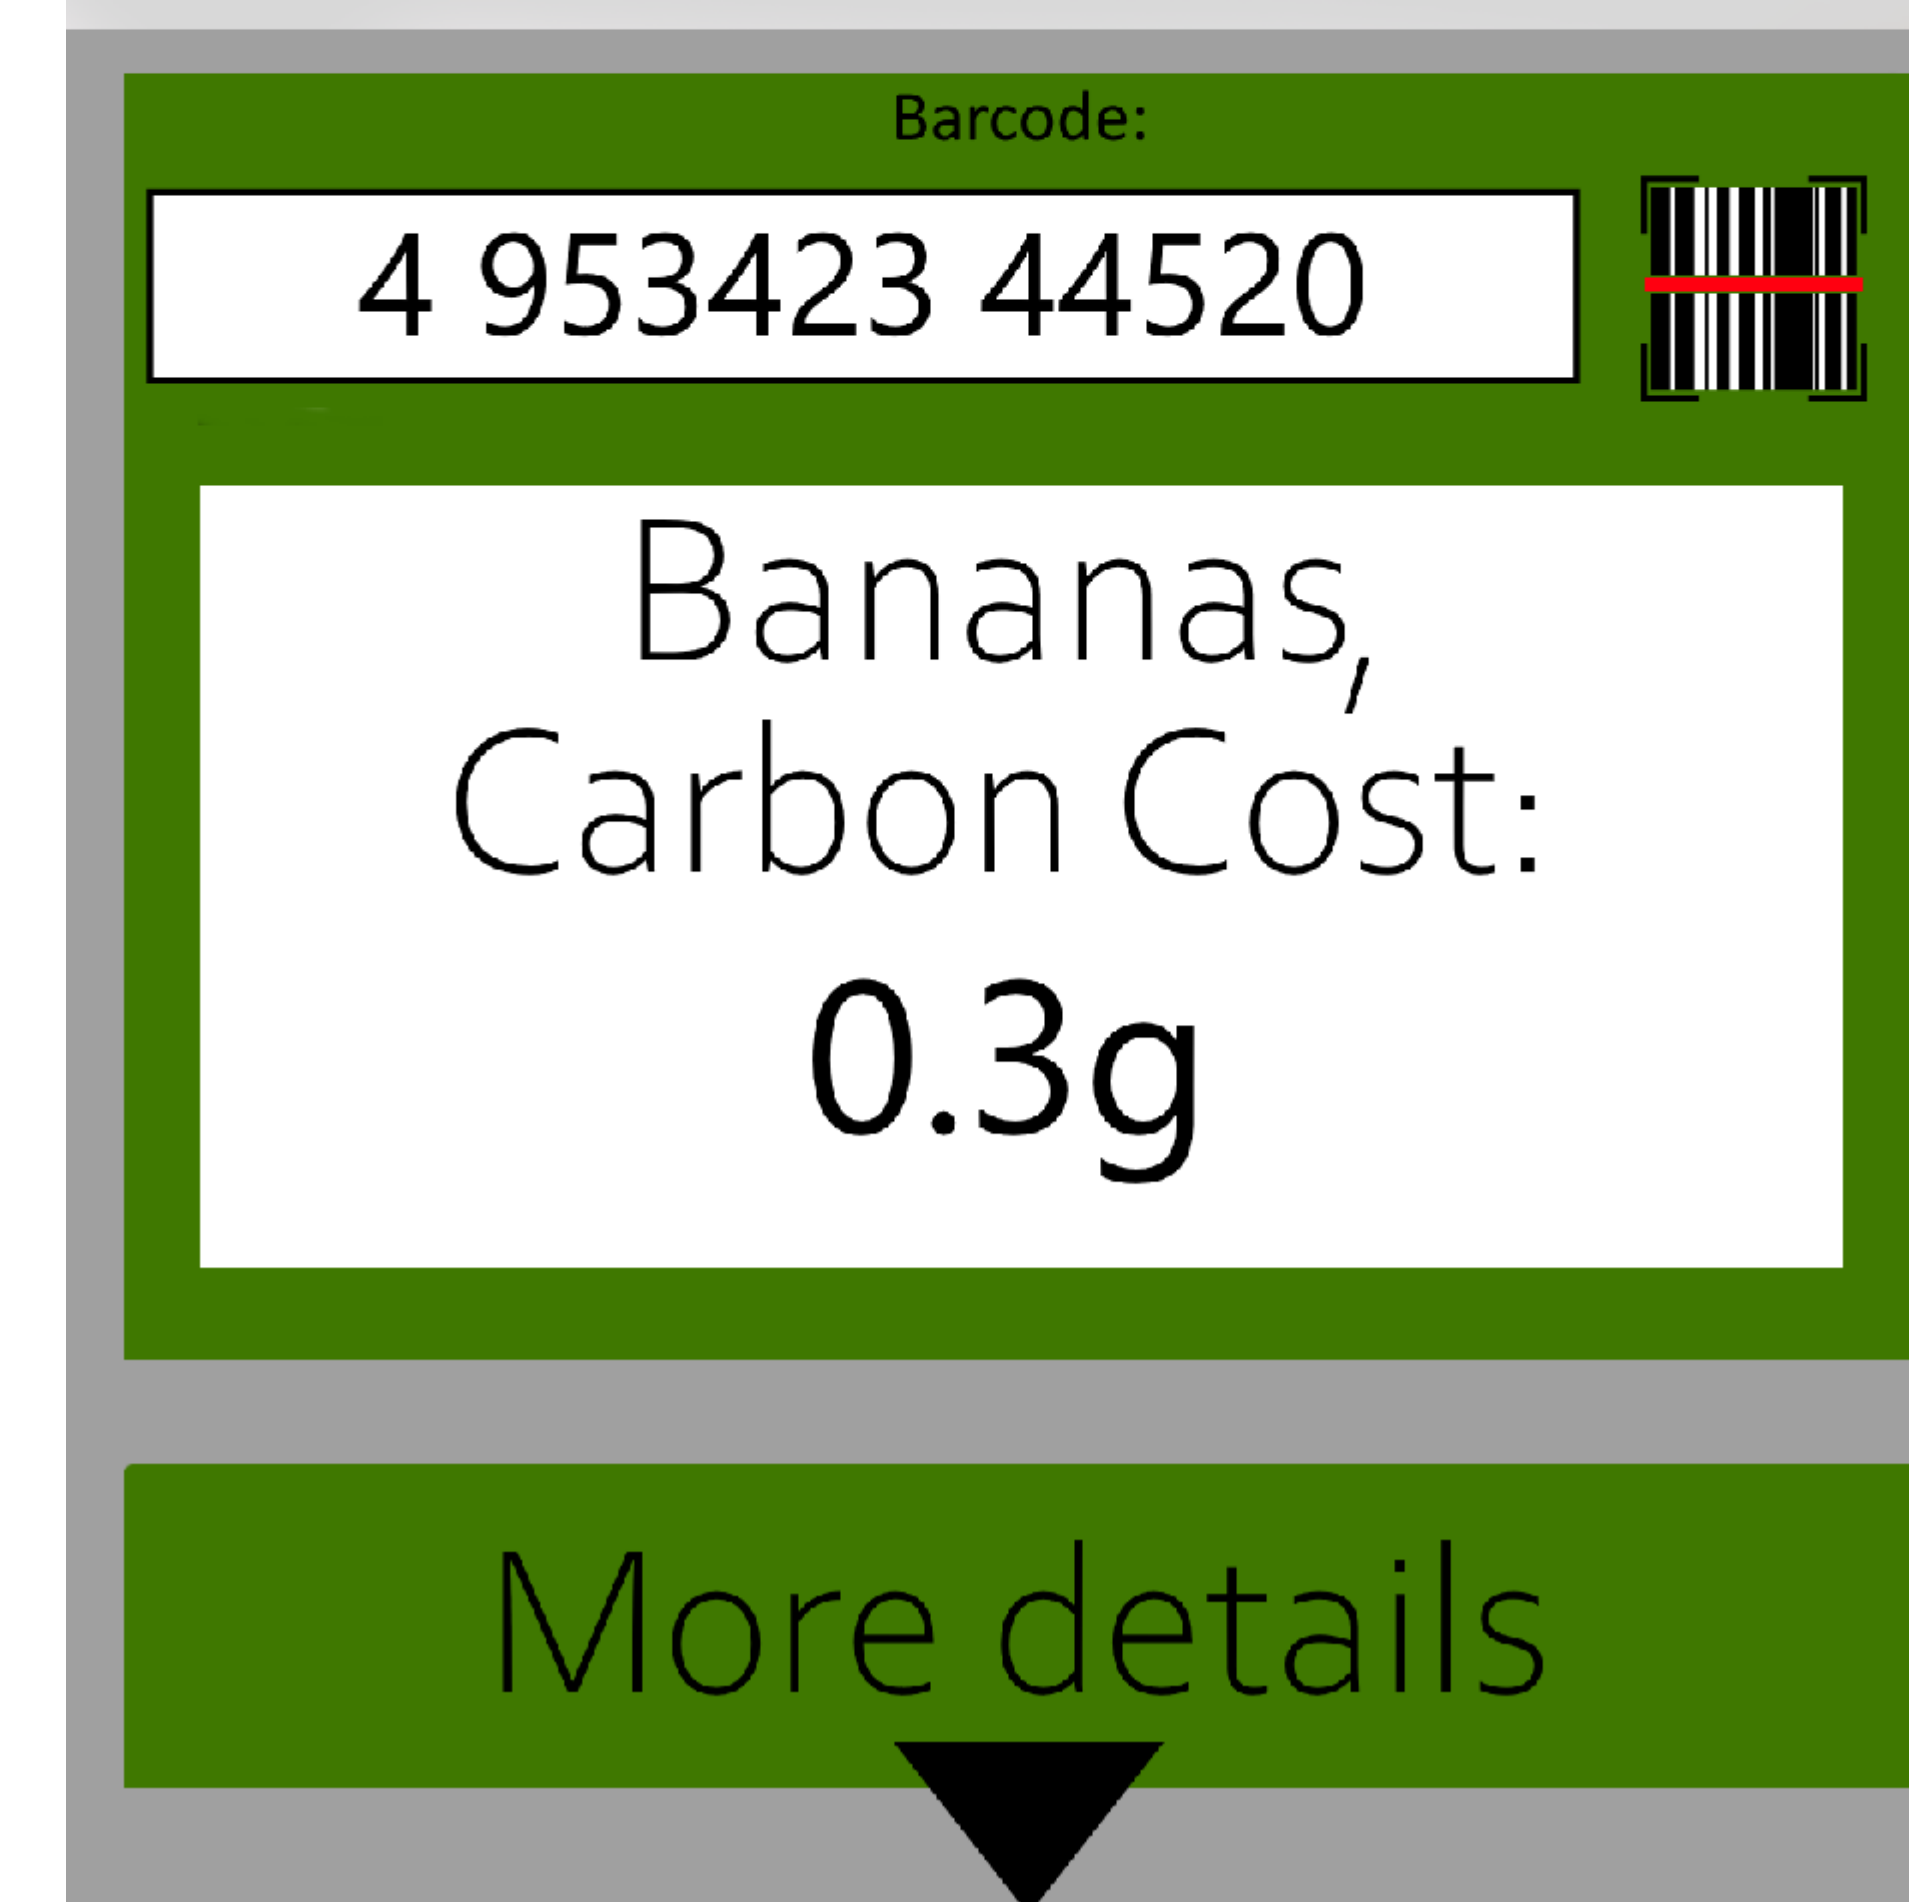 Barcode:
4 953423 44520
Bananas,
Carbon Cost:
0.3g
More details